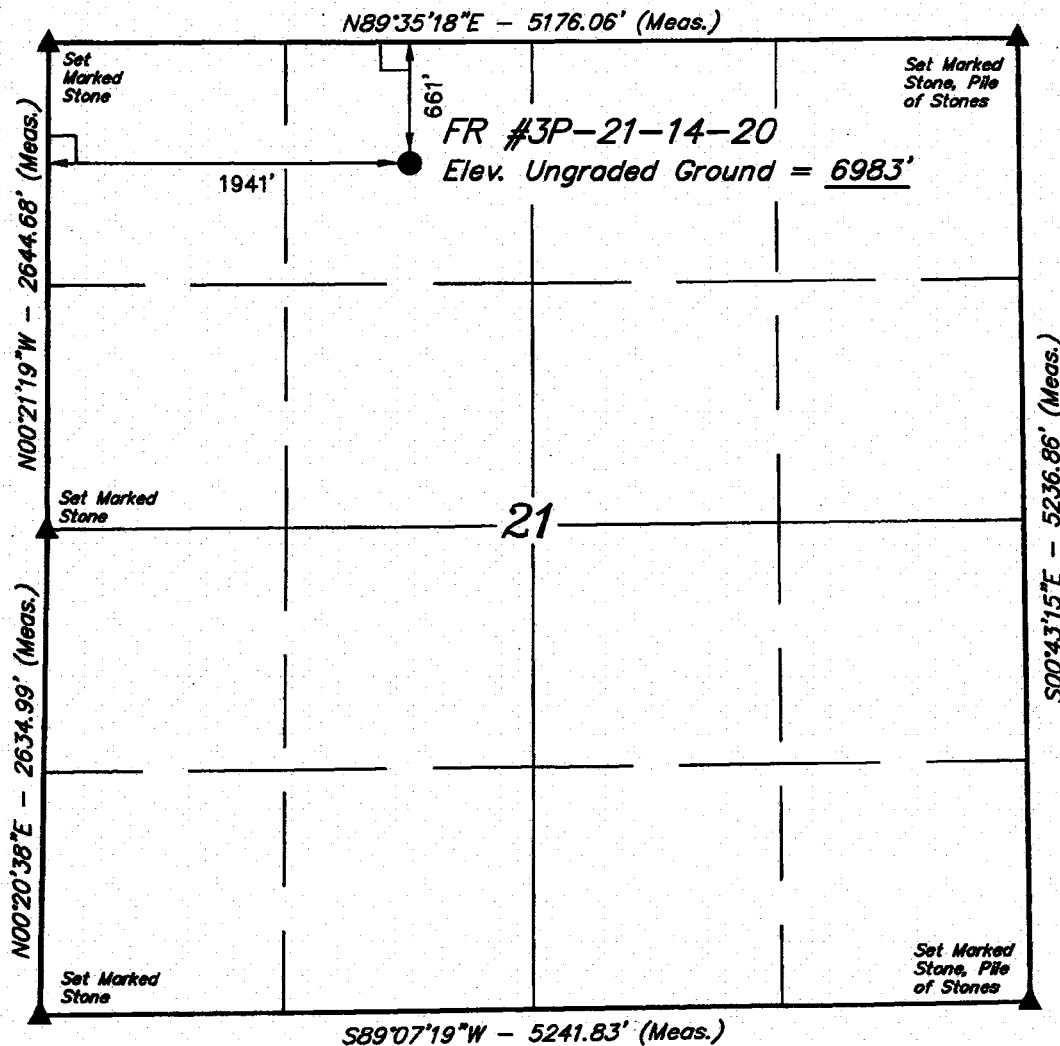 N89°35'18"E - 5176.06' (Meas.)
Set
Marked
Stone
Set Marked
Stone, Pile
of Stones
661'
FR #3P-21-14-20
Elev. Ungraded Ground = 6983'
1941'
N00°21'19"W - 2644.68' (Meas.)
S00°43'15"E - 5236.86' (Meas.)
Set Marked
Stone
21
N00°20'38"E - 2634.99' (Meas.)
Set Marked
Stone
Set Marked
Stone, Pile
of Stones
S89°07'19"W - 5241.83' (Meas.)